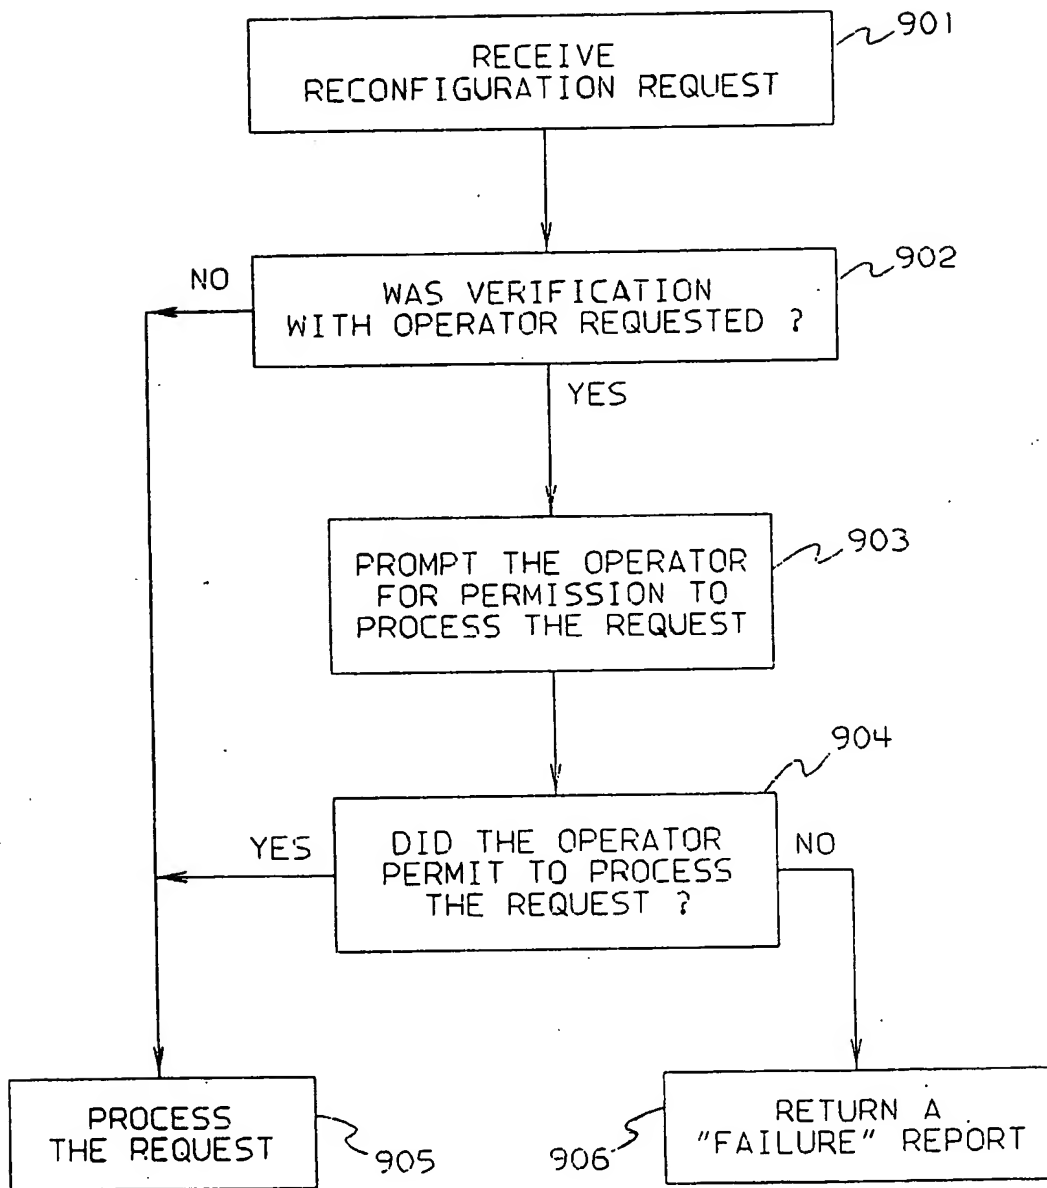 901
RECEIVE
RECONFIGURATION REQUEST
902
NO
WAS VERIFICATION
WITH OPERATOR REQUESTED ?
YES
903
PROMPT THE OPERATOR
FOR PERMISSION TO
PROCESS THE REQUEST
904
YES
DID THE OPERATOR
PERMIT TO PROCESS
THE REQUEST ?
NO
PROCESS
THE REQUEST
905
906
RETURN A
"FAILURE" REPORT